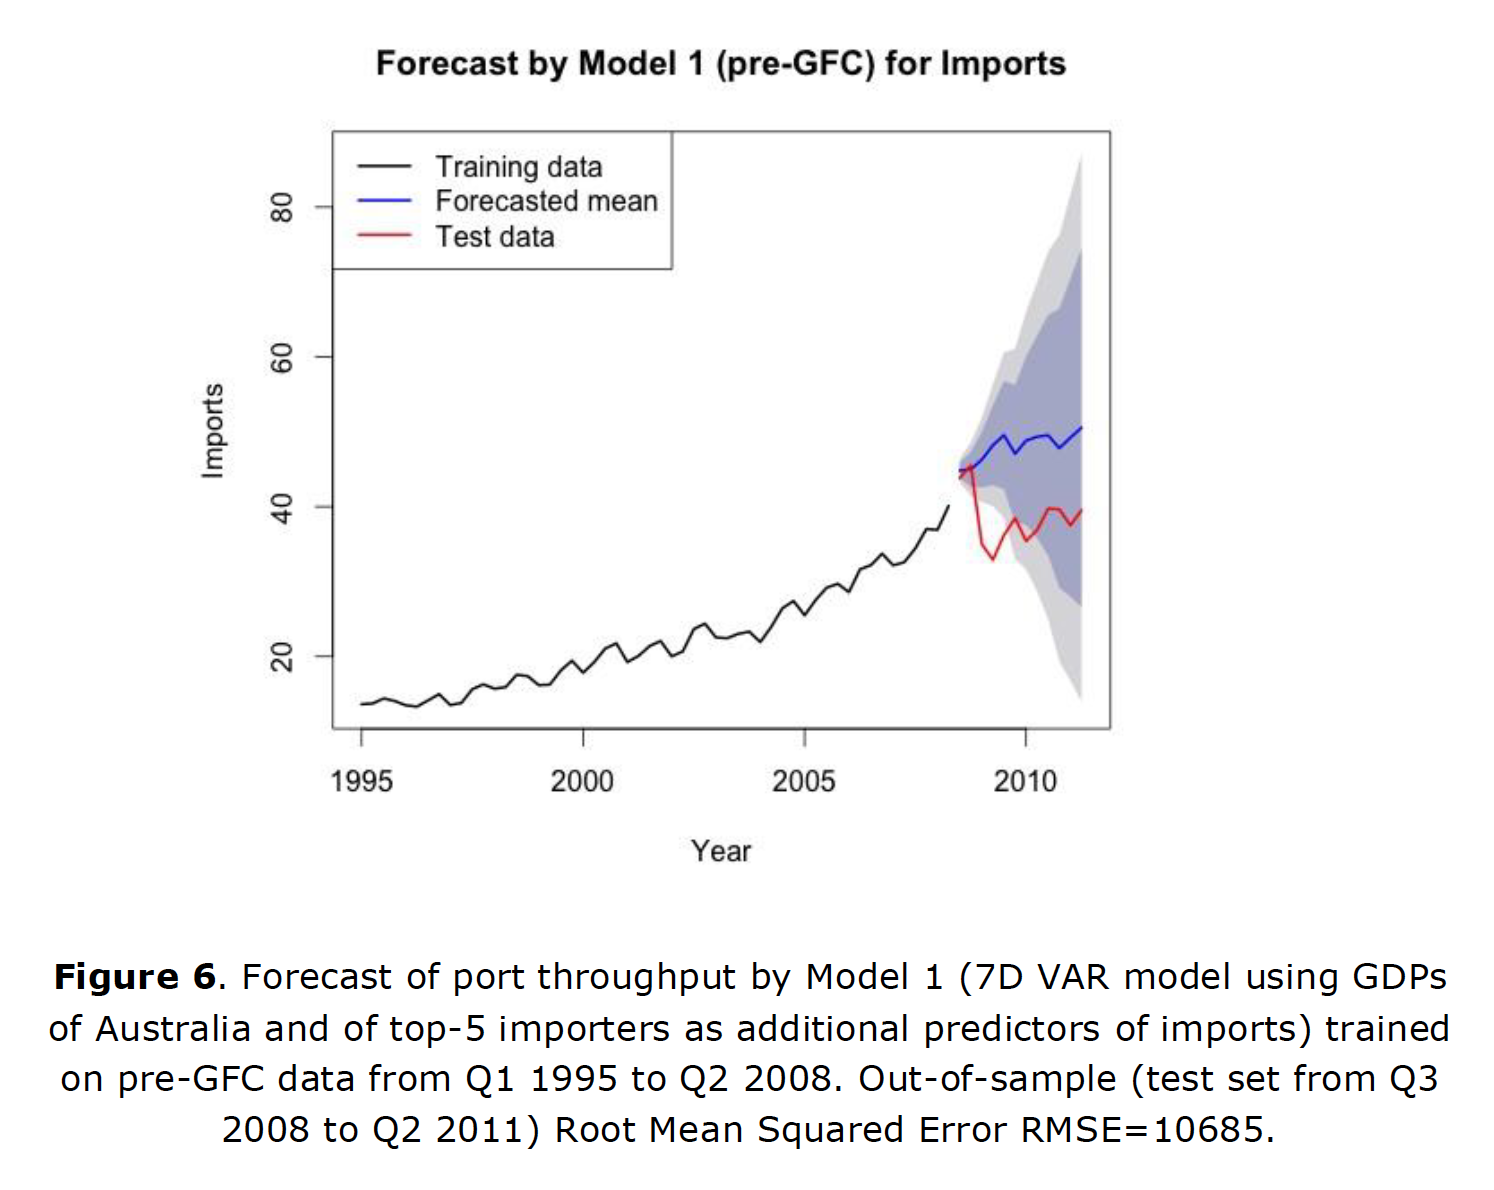 Forecast by Model 1 (pre-GFC) for Imports
Training data
Forecasted mean
Test data
80
60
40
20
Imports
1995
2000
2005
2010
Year
Figure 6. Forecast of port throughput by Model 1 (7D VAR model using GDPs
of Australia and of top-5 importers as additional predictors of imports) trained
on pre-GFC data from Q1 1995 to Q2 2008. Out-of-sample (test set from Q3
2008 to Q2 2011) Root Mean Squared Error RMSE=10685.